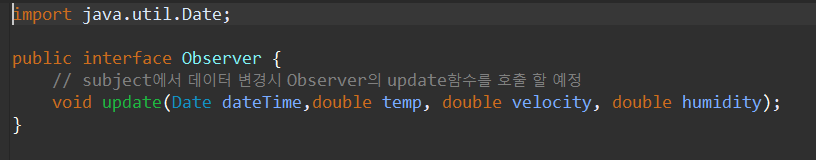 import java.util.Date;
public interface Observer {
// subject에서 데이터 변경시 Observer의 update함수를 호출 할 예정
void update(Date dateTime,double temp, double velocity, double humidity);
}